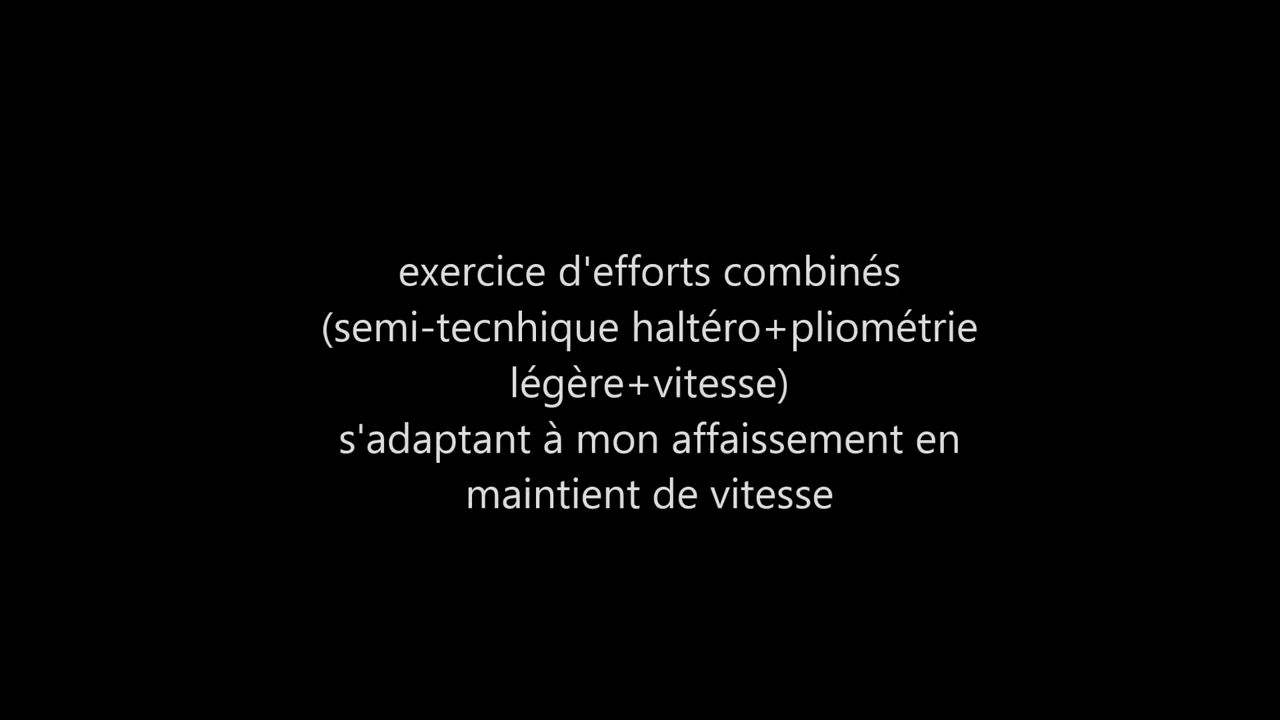 exercice d'efforts combinés
(semi-tecnhique haltéro+pliométrie
légère+vitesse)
s'adaptant à mon affaissement en
maintient de vitesse